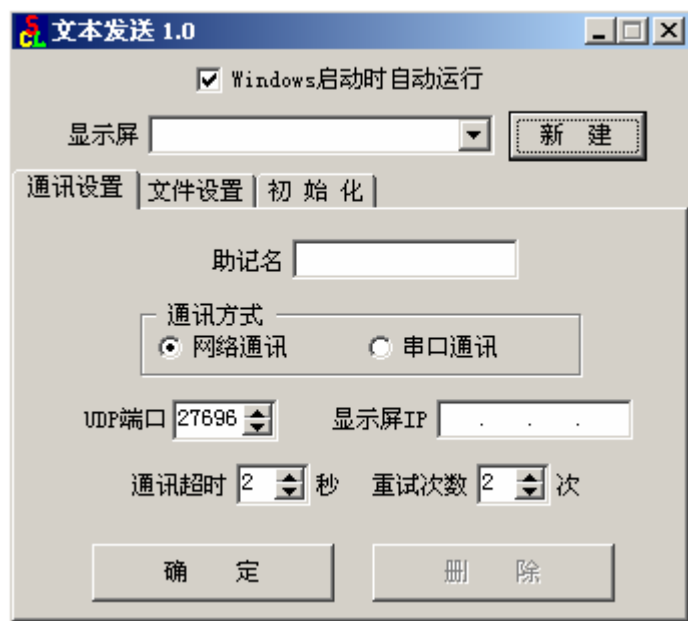 SCL 文本发送 1.0
Windows启动时自动运行
显示屏 新 建
通讯设置 文件设置 初 始 化
助记名
通讯方式
网络通讯 串口通讯
UDP端口 27696 显示屏IP . . .
通讯超时 2 秒 重试次数 2 次
确 定 删 除